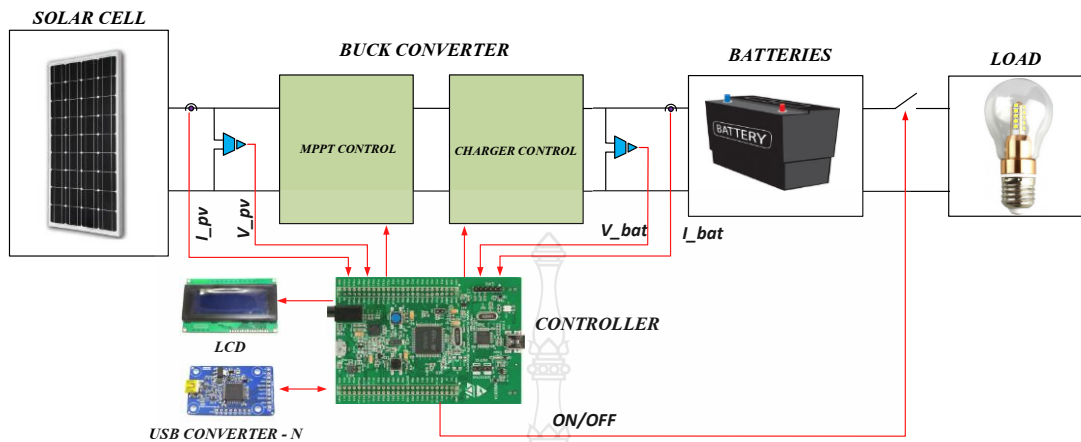 SOLAR CELL
BUCK CONVERTER
BATTERIES
LOAD
MPPT CONTROL
CHARGER CONTROL
BATTERY
I_pv
V_pv
V_bat
I_bat
CONTROLLER
LCD
ON/OFF
USB CONVERTER - N